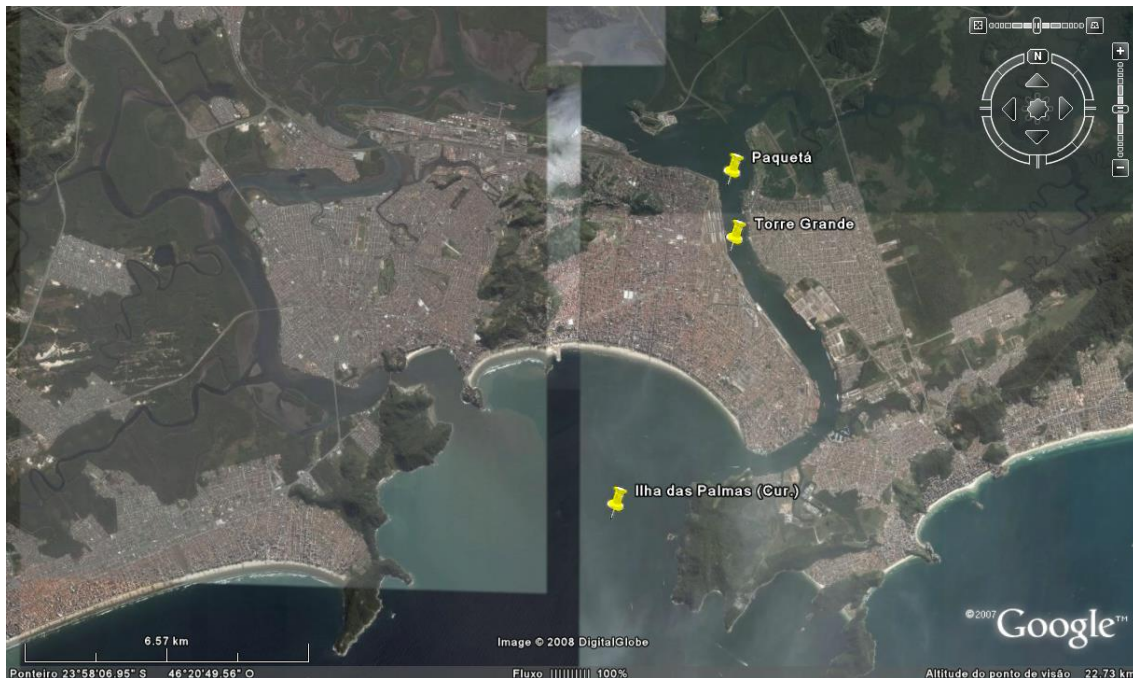 N
Paquetá
Torre Grande
Ilha das Palmas (Cur.)
6.57 km
Image © 2008 DigitalGlobe
©2007 Google™
Ponteiro 23°58'06.95" S 46°20'49.56" O
Fluxo |||||||||| 100%
Altitude do ponto de visão 22.73 km